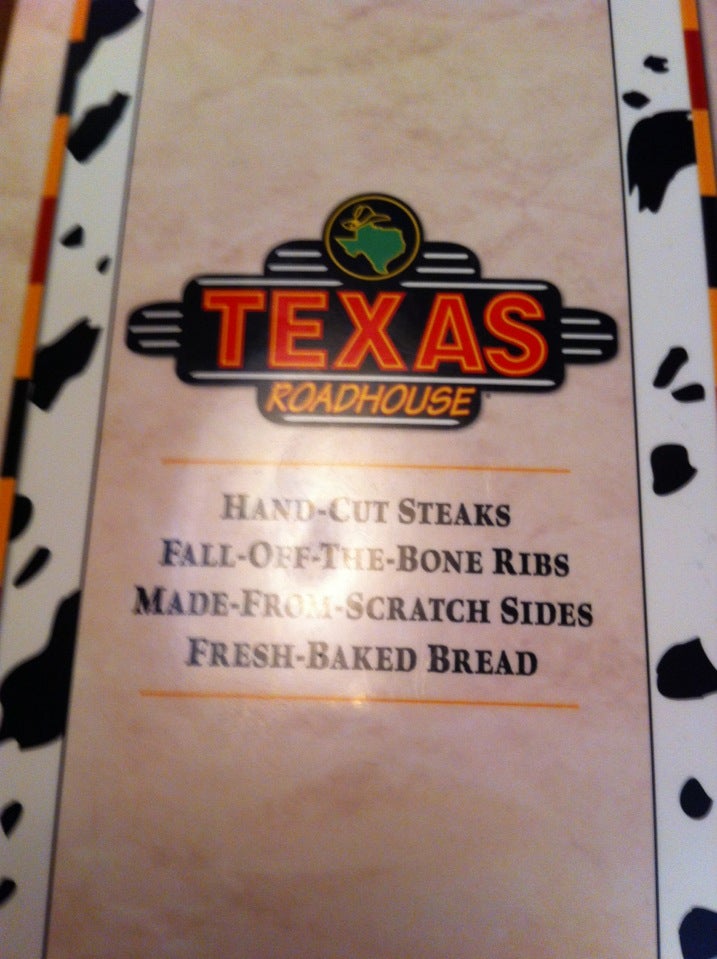 TEXAS
ROADHOUSE
HAND-CUT STEAKS
FALL-OFF-THE-BONE RIBS
MADE-FROM-SCRATCH SIDES
FRESH-BAKED BREAD